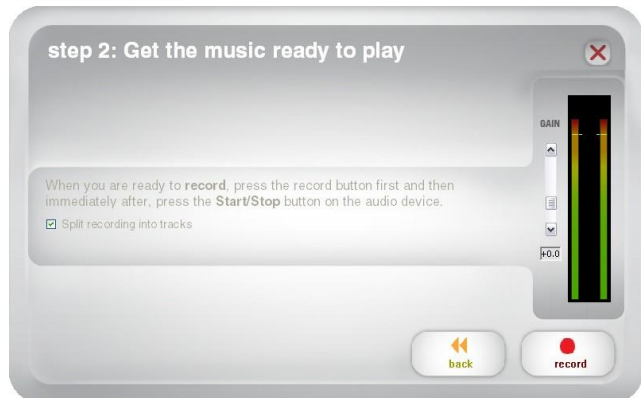 step 2: Get the music ready to play
GAIN
When you are ready to record, press the record button first and then
immediately after, press the Start/Stop button on the audio device.
Split recording into tracks
+0.0
back
record